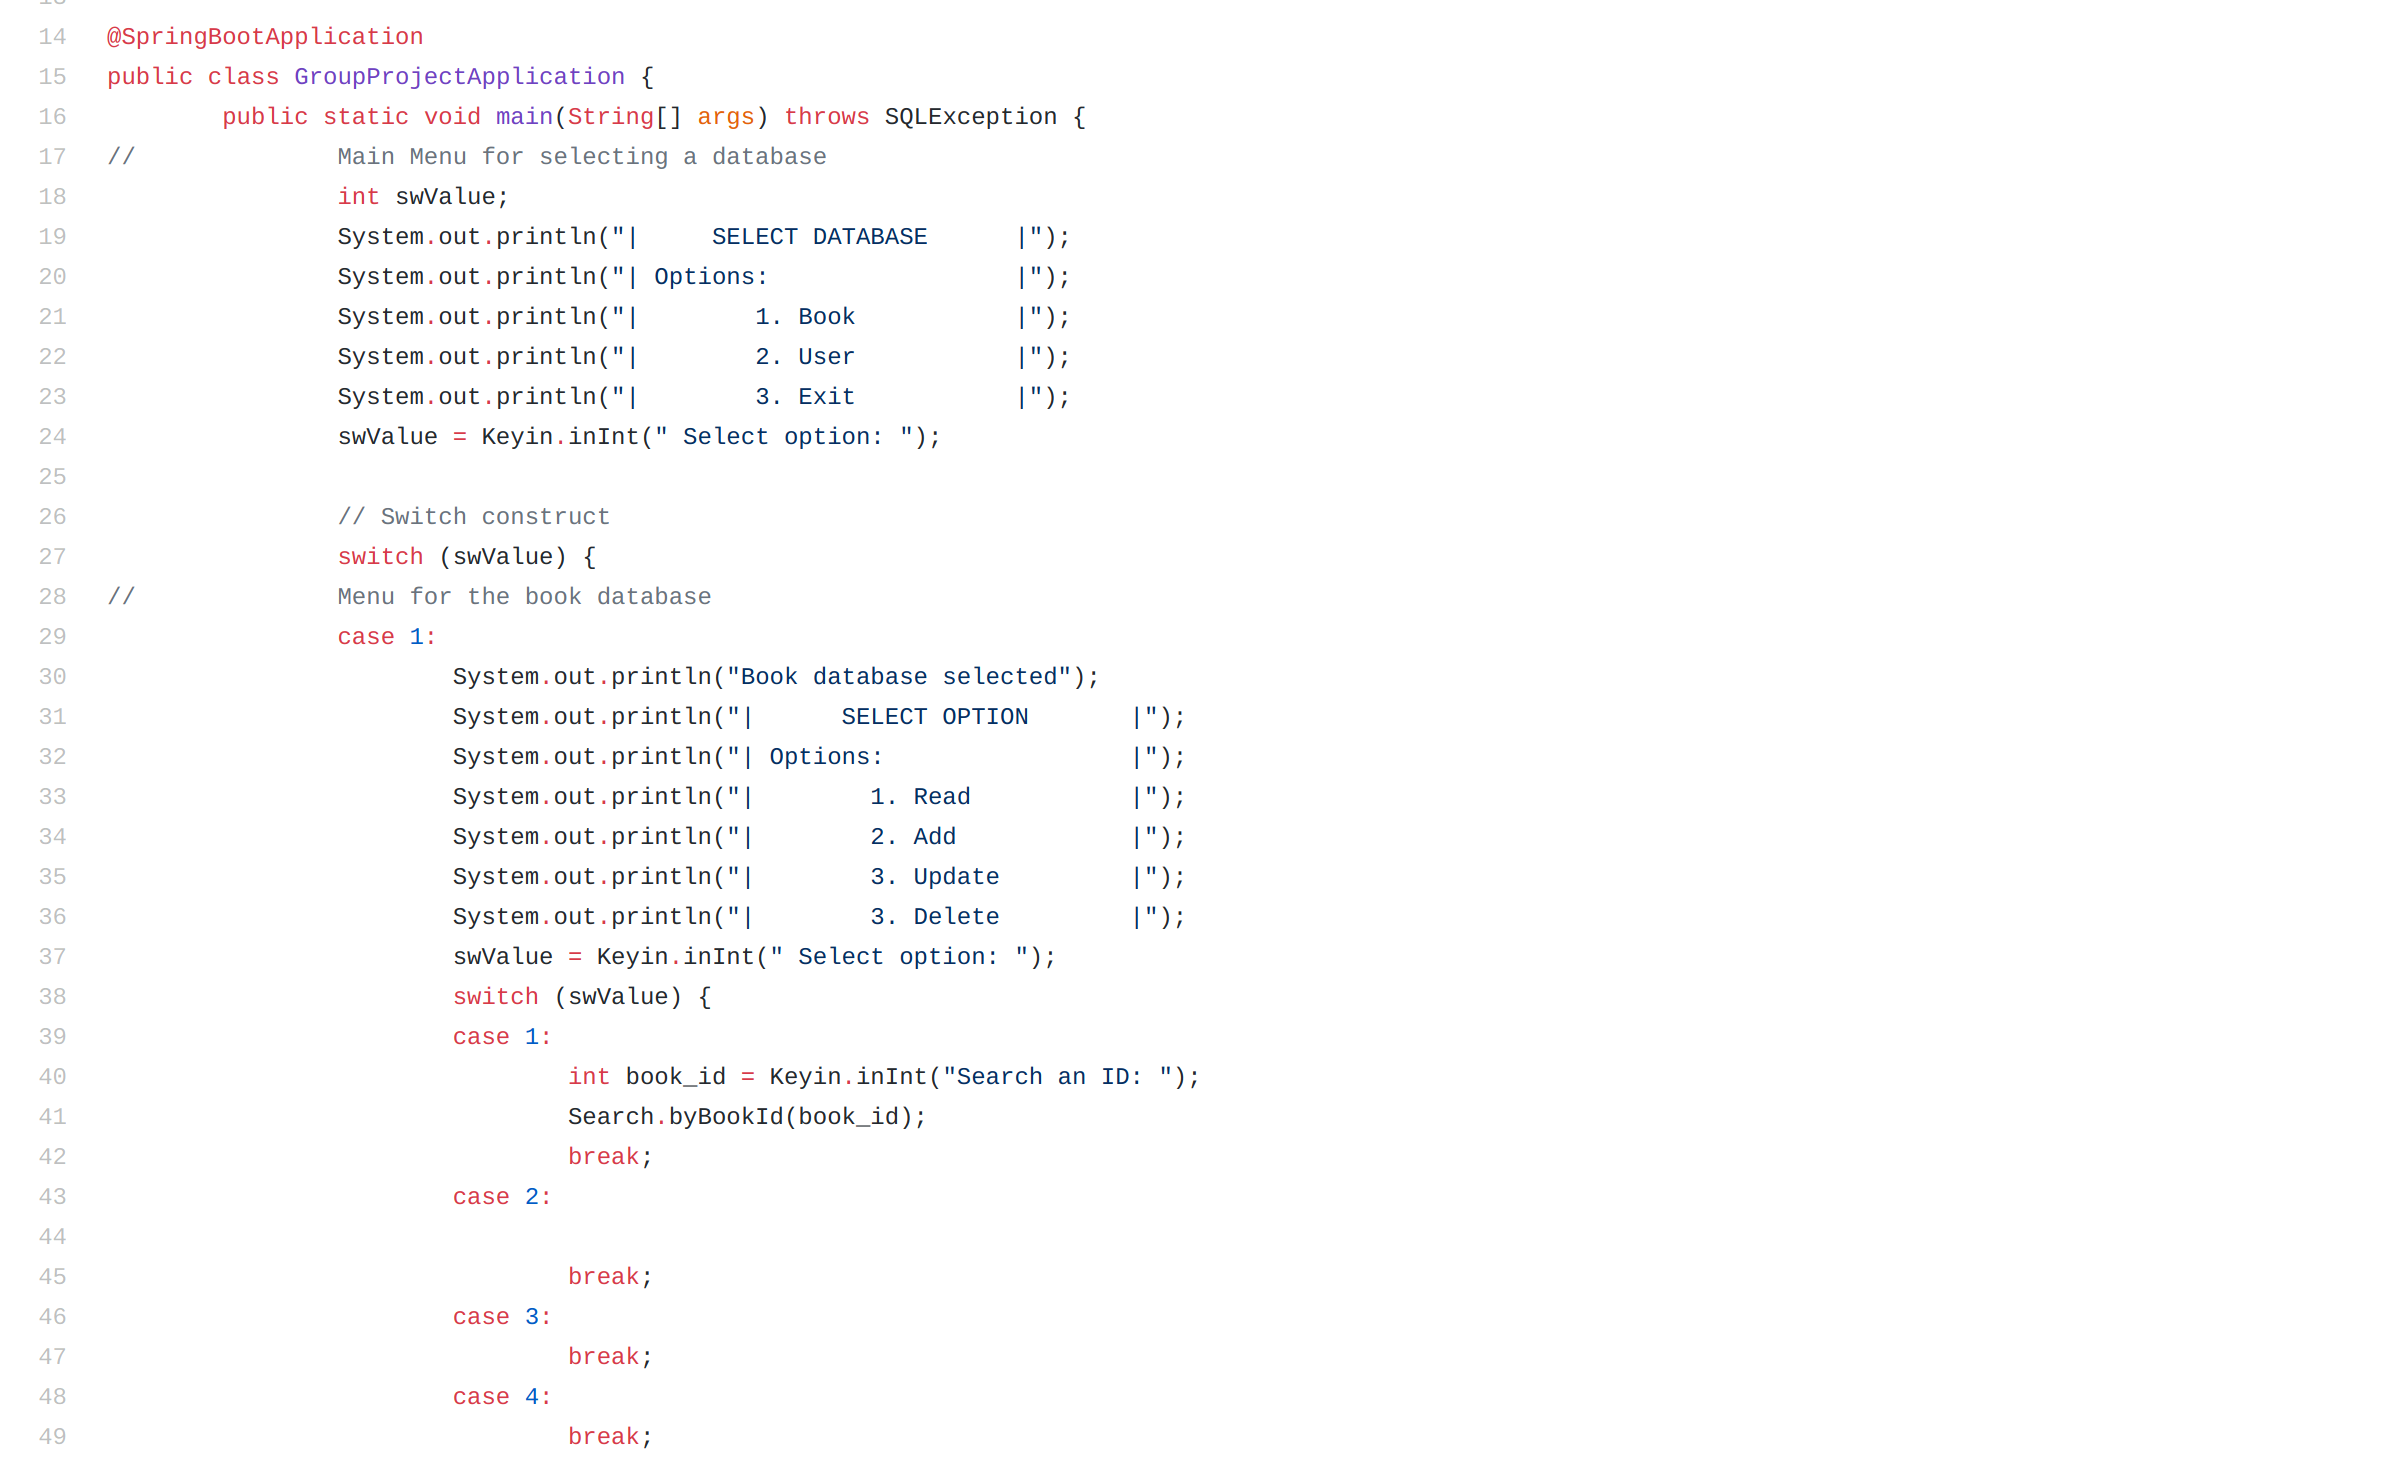 14 @SpringBootApplication
15 public class GroupProjectApplication {
16         public static void main(String[] args) throws SQLException {
17 //              Main Menu for selecting a database
18                 int swValue;
19                 System.out.println("|     SELECT DATABASE      |");
20                 System.out.println("| Options:                 |");
21                 System.out.println("|        1. Book           |");
22                 System.out.println("|        2. User           |");
23                 System.out.println("|        3. Exit           |");
24                 swValue = Keyin.inInt(" Select option: ");
25
26                 // Switch construct
27                 switch (swValue) {
28 //              Menu for the book database
29                 case 1:
30                         System.out.println("Book database selected");
31                         System.out.println("|      SELECT OPTION       |");
32                         System.out.println("| Options:                 |");
33                         System.out.println("|        1. Read           |");
34                         System.out.println("|        2. Add            |");
35                         System.out.println("|        3. Update         |");
36                         System.out.println("|        3. Delete         |");
37                         swValue = Keyin.inInt(" Select option: ");
38                         switch (swValue) {
39                         case 1:
40                                 int book_id = Keyin.inInt("Search an ID: ");
41                                 Search.byBookId(book_id);
42                                 break;
43                         case 2:
44
45                                 break;
46                         case 3:
47                                 break;
48                         case 4:
49                                 break;